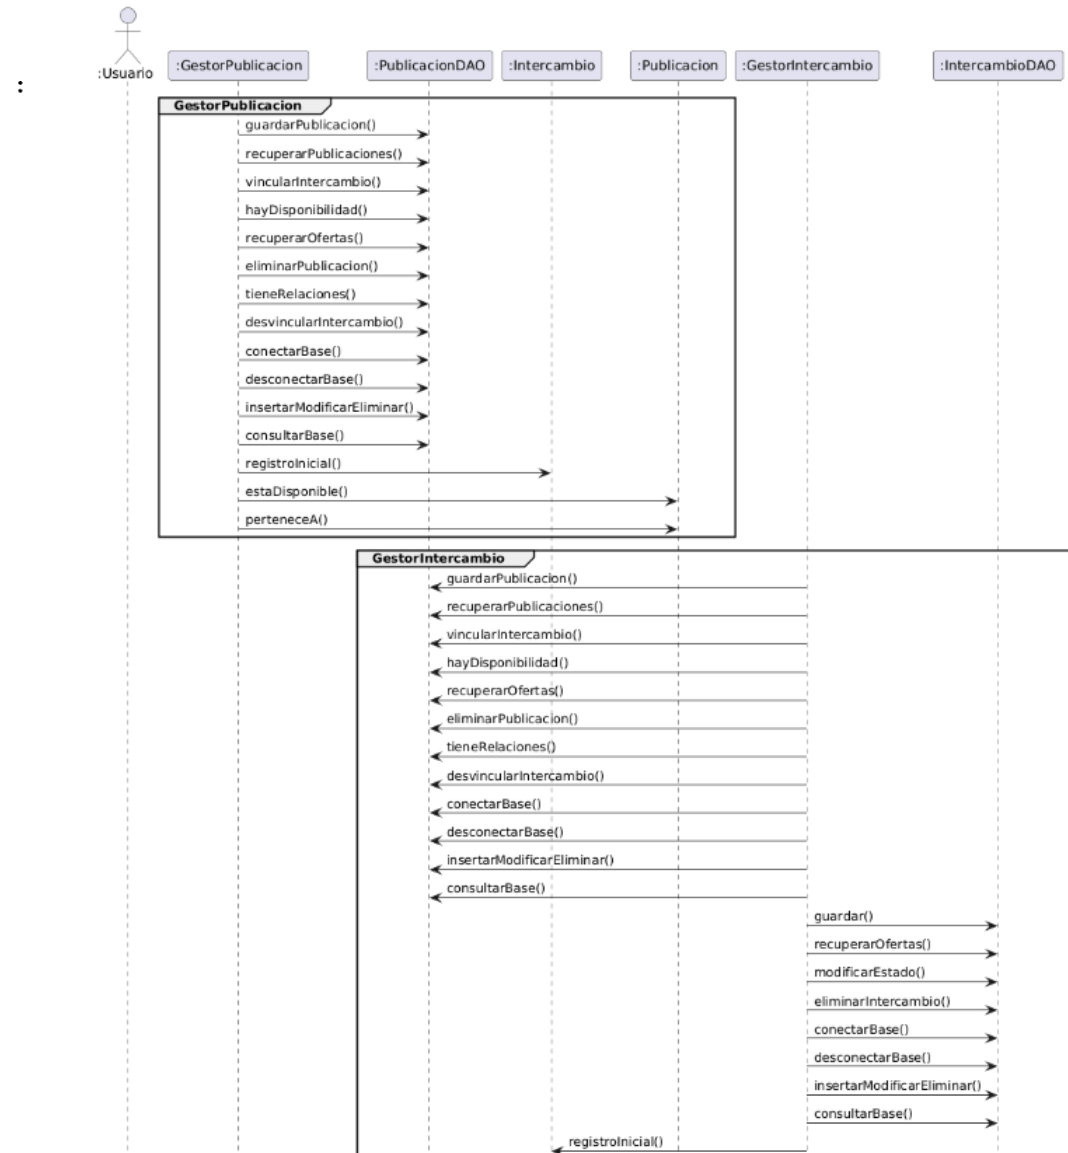 :Usuario
:GestorPublicacion
:PublicacionDAO
:Intercambio
:Publicacion
:GestorIntercambio
:IntercambioDAO
:
GestorPublicacion
guardarPublicacion()
recuperarPublicaciones()
vincularIntercambio()
hayDisponibilidad()
recuperarOfertas()
eliminarPublicacion()
tieneRelaciones()
desvincularIntercambio()
conectarBase()
desconectarBase()
insertarModificarEliminar()
consultarBase()
registroInicial()
estaDisponible()
perteneceA()
GestorIntercambio
guardarPublicacion()
recuperarPublicaciones()
vincularIntercambio()
hayDisponibilidad()
recuperarOfertas()
eliminarPublicacion()
tieneRelaciones()
desvincularIntercambio()
conectarBase()
desconectarBase()
insertarModificarEliminar()
consultarBase()
guardar()
recuperarOfertas()
modificarEstado()
eliminarIntercambio()
conectarBase()
desconectarBase()
insertarModificarEliminar()
consultarBase()
registroInicial()